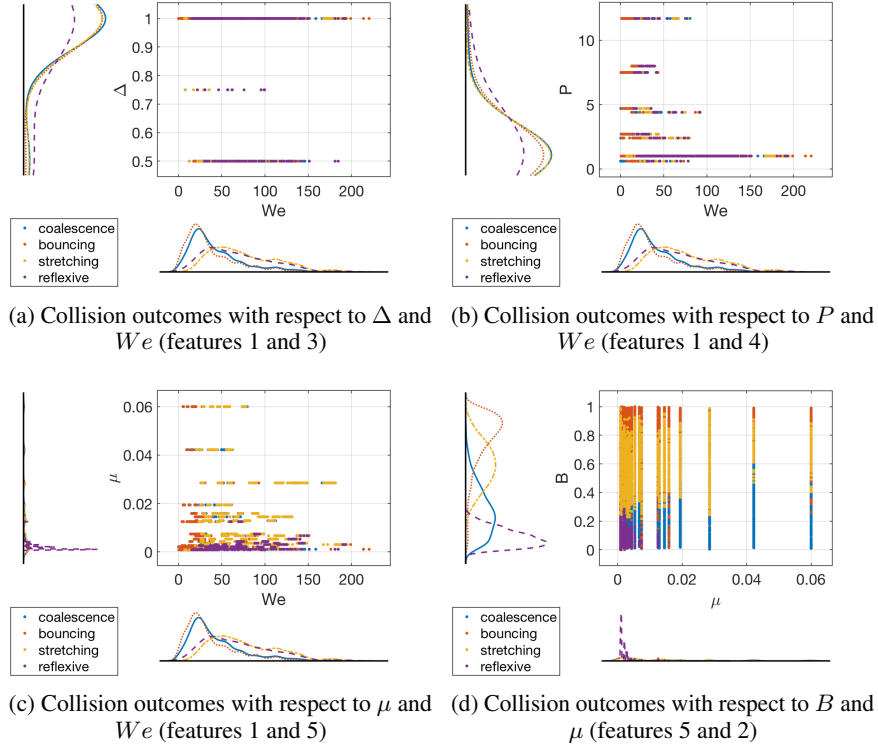 1
0.9
0.8
0.7
0.6
0.5
Δ
0 50 100 150 200
We
coalescence
bouncing
stretching
reflexive
(a) Collision outcomes with respect to Δ and
We (features 1 and 3)
10
5
0
P
0 50 100 150 200
We
coalescence
bouncing
stretching
reflexive
(b) Collision outcomes with respect to P and
We (features 1 and 4)
0.06
0.04
0.02
0
μ
0 50 100 150 200
We
coalescence
bouncing
stretching
reflexive
(c) Collision outcomes with respect to μ and
We (features 1 and 5)
1
0.8
0.6
0.4
0.2
0
B
0 0.02 0.04 0.06
μ
coalescence
bouncing
stretching
reflexive
(d) Collision outcomes with respect to B and
μ (features 5 and 2)